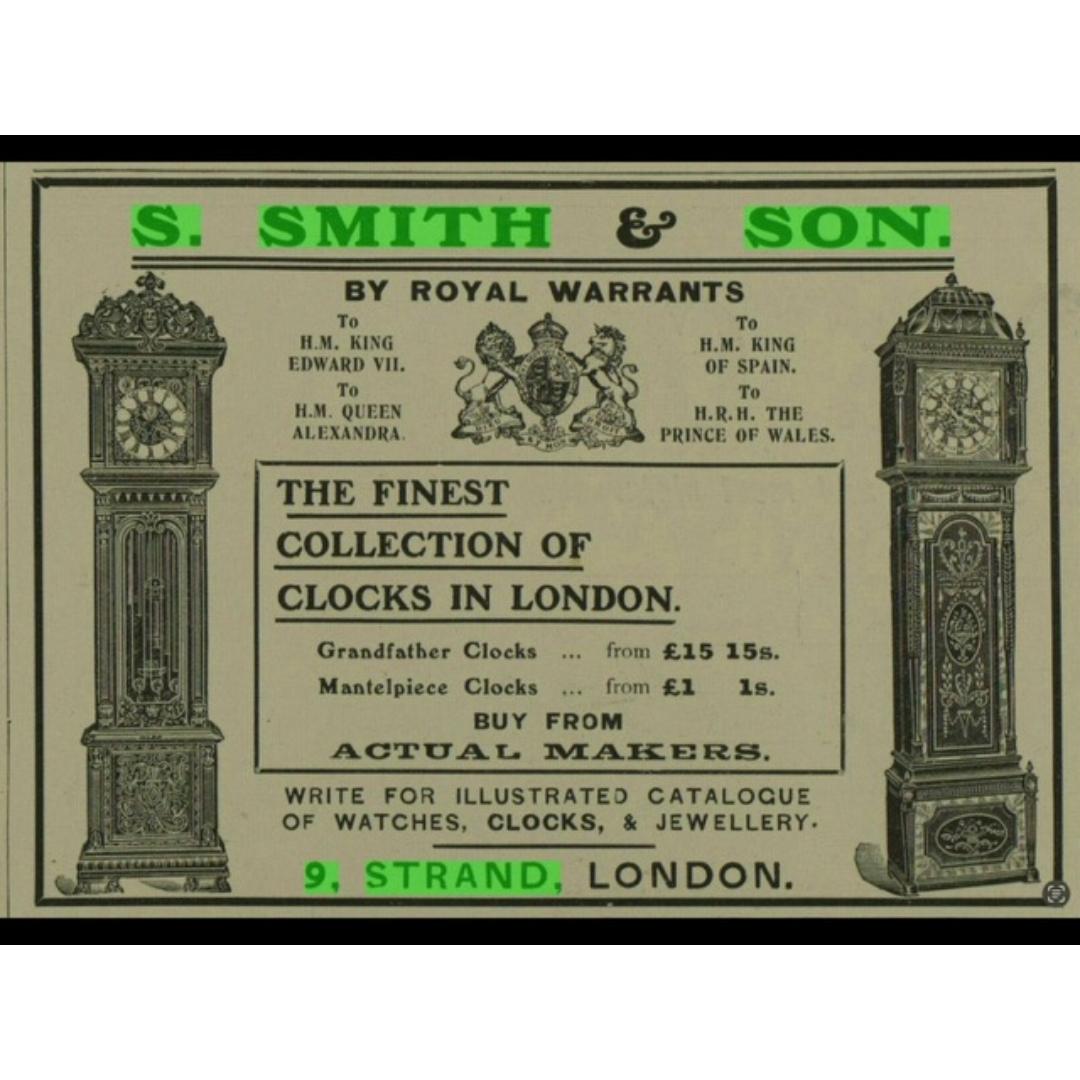 S. SMITH & SON.
BY ROYAL WARRANTS
To
H.M. KING
EDWARD VII.
To
H.M. QUEEN
ALEXANDRA.
To
H.M. KING
OF SPAIN.
To
H.R.H. THE
PRINCE OF WALES.
THE FINEST
COLLECTION OF
CLOCKS IN LONDON.
Grandfather Clocks ... from £15 15s.
Mantelpiece Clocks ... from £1 1s.
BUY FROM
ACTUAL MAKERS.
WRITE FOR ILLUSTRATED CATALOGUE
OF WATCHES, CLOCKS, & JEWELLERY.
9, STRAND, LONDON.